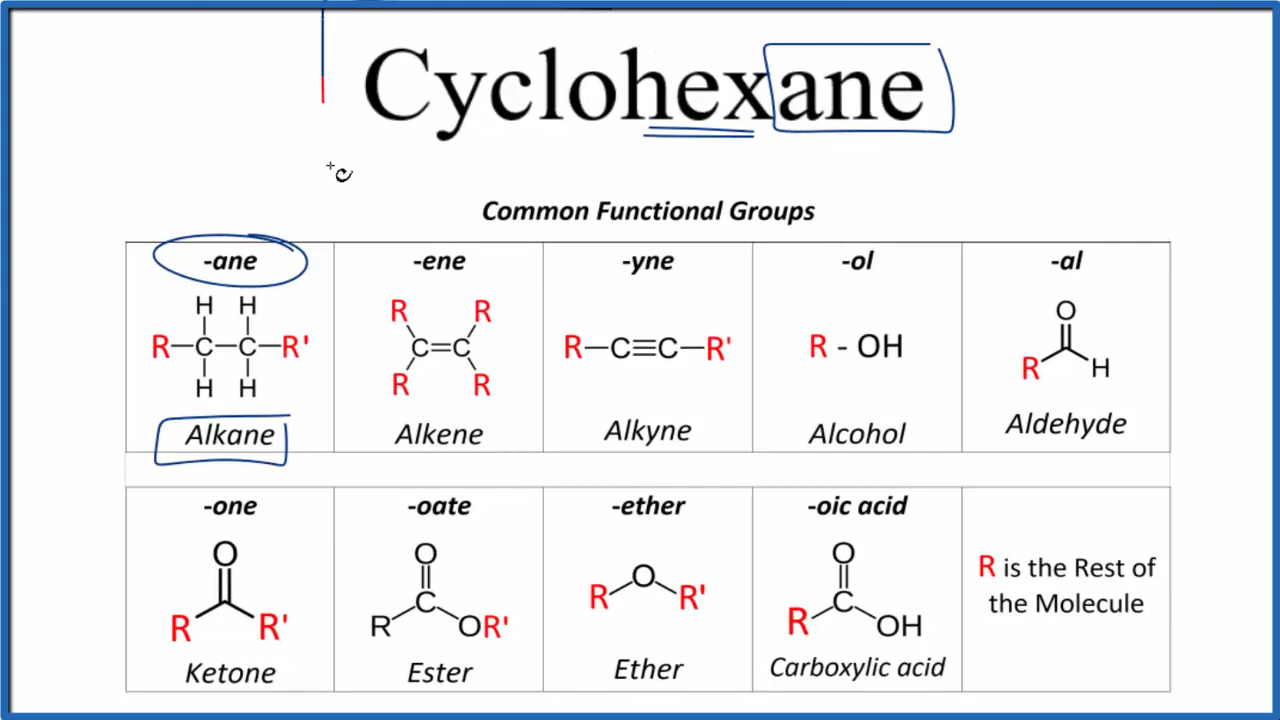 Cyclohexane
Common Functional Groups
-ane -ene -yne -ol -al
H H R R O
R-C-C-R' C=C R-C≡C-R' R - OH R H
H H R R
Alkane Alkene Alkyne Alcohol Aldehyde
-one -oate -ether -oic acid
O O O O R is the Rest of
R R' R C OR' R R' R C OH the Molecule
Ketone Ester Ether Carboxylic acid